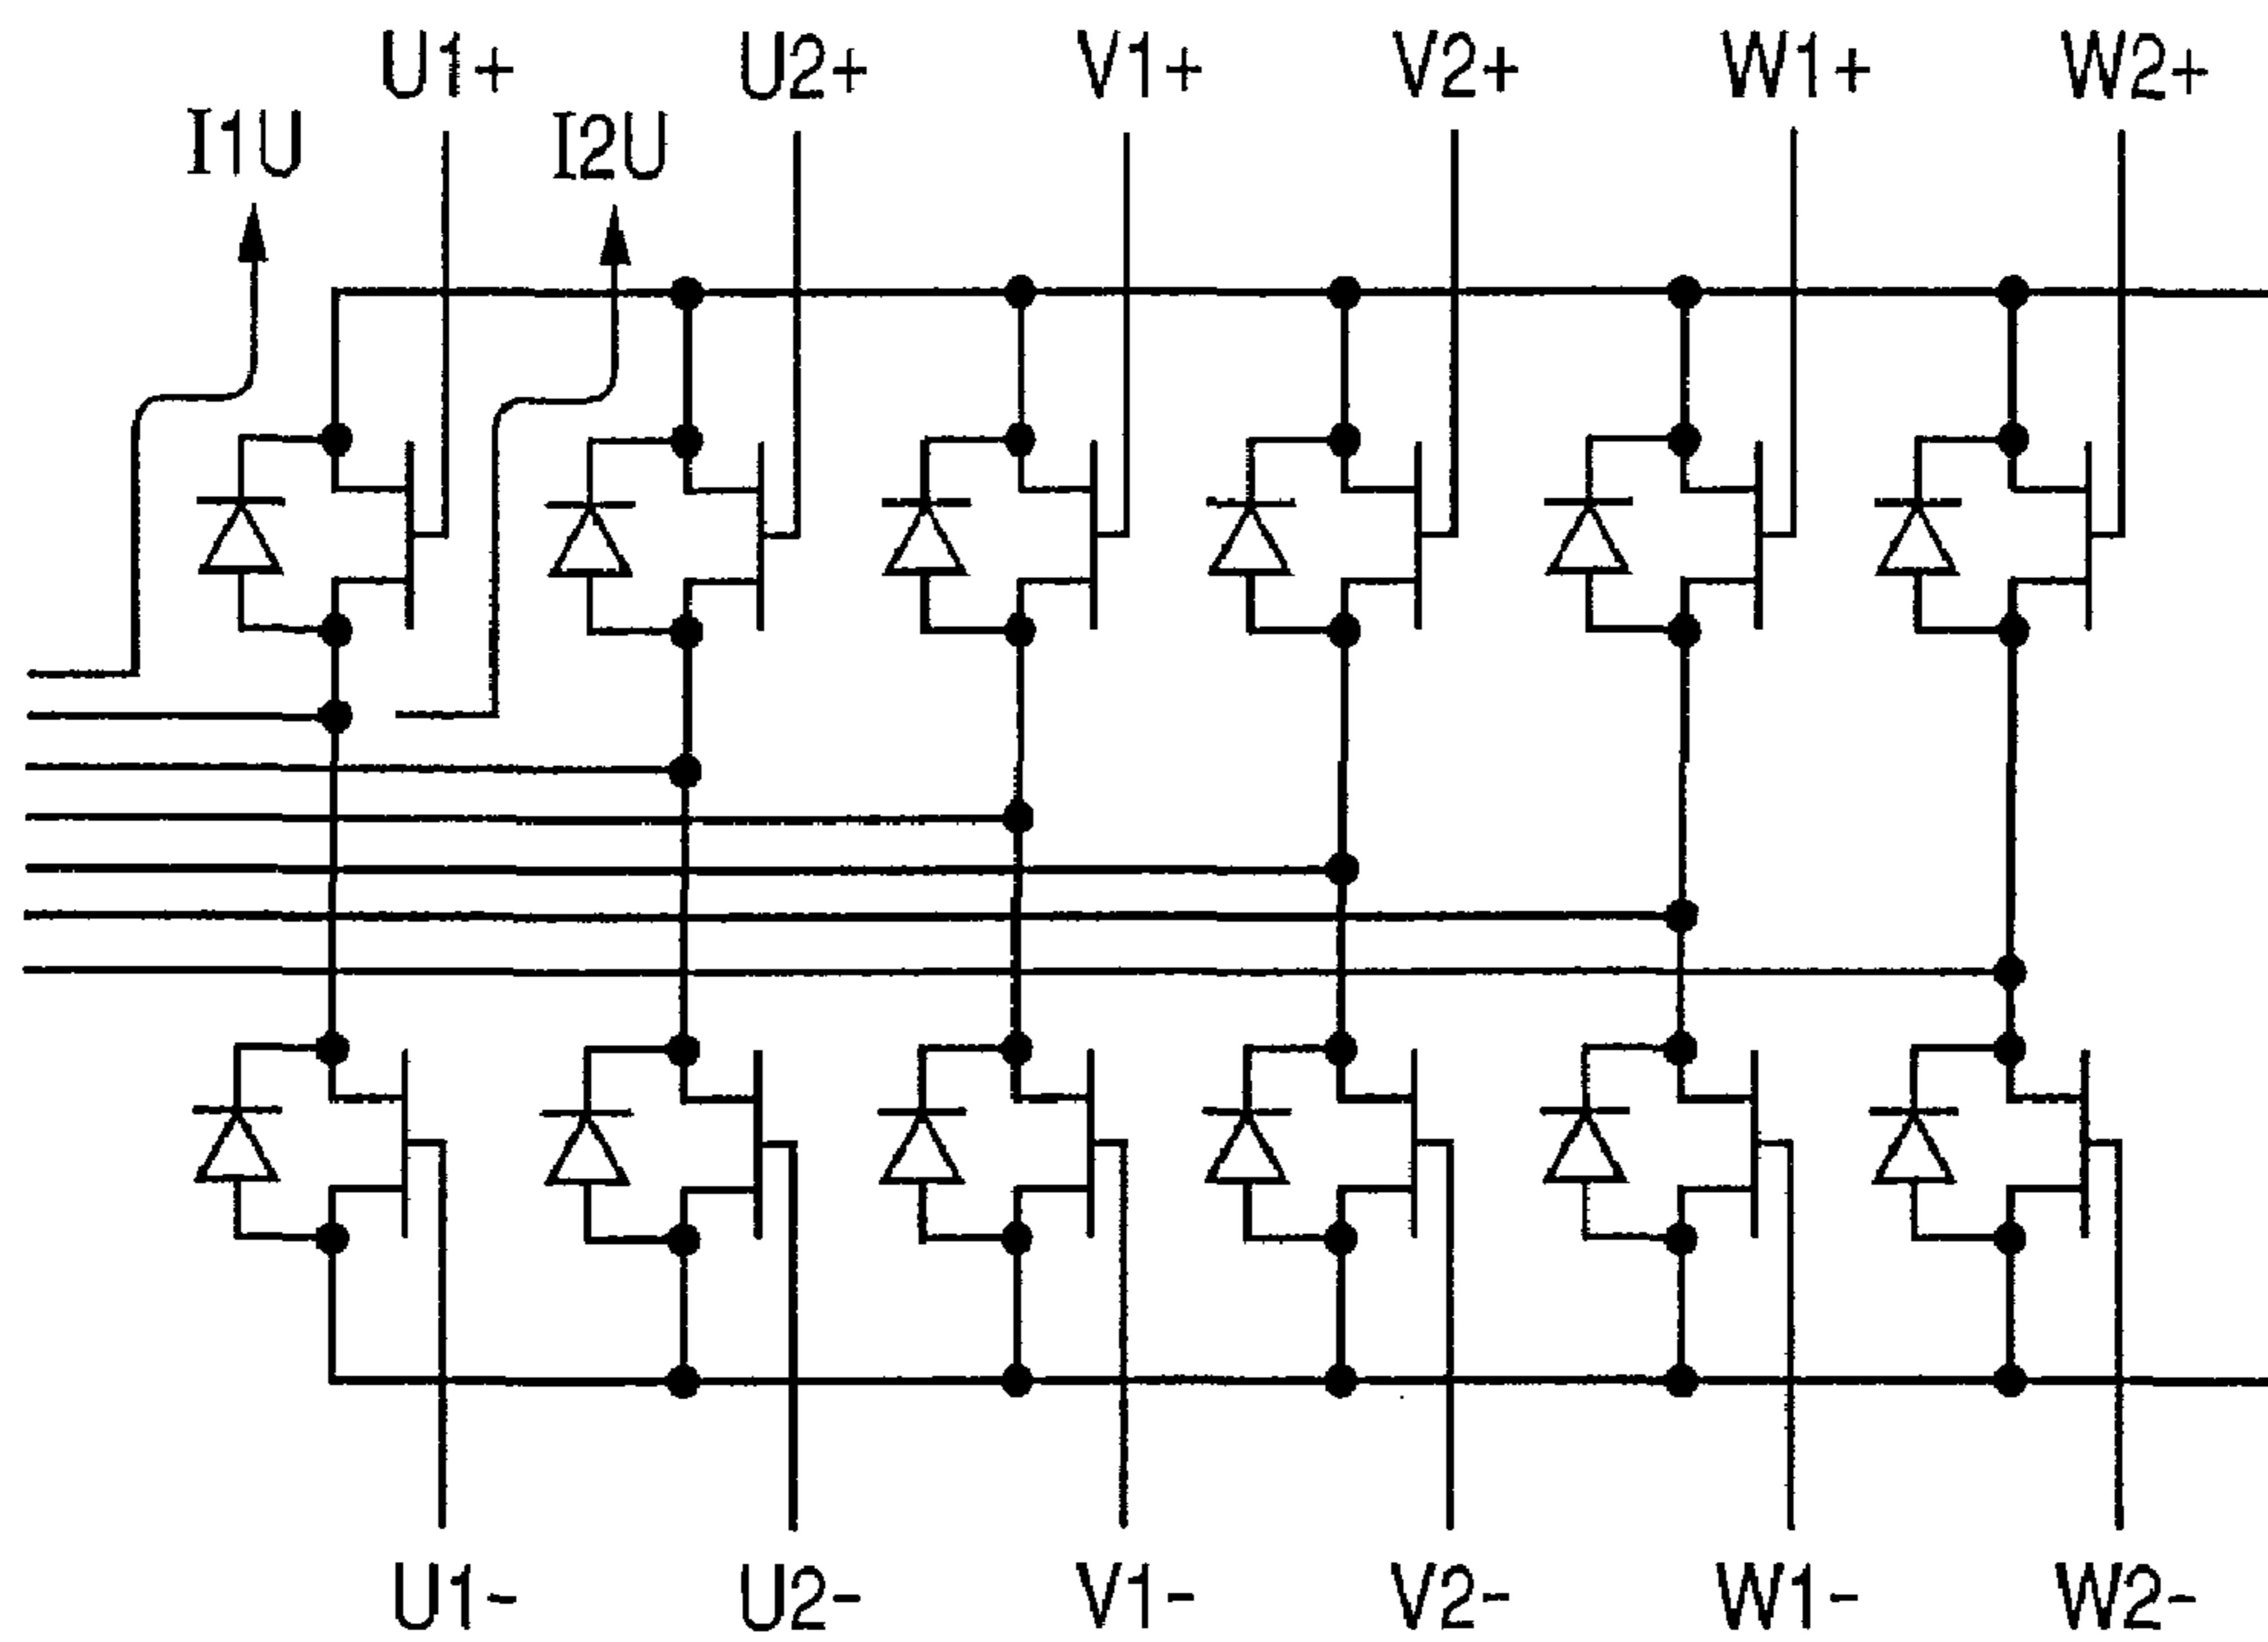 U1+ U2+ V1+ V2+ W1+ W2+
I1U I2U
U1- U2- V1- V2- W1- W2-